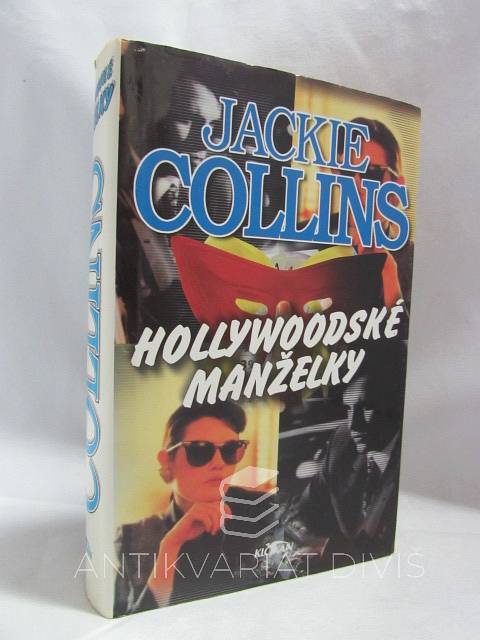 JACKIE
COLLINS
HOLLYWOODSKÉ
MANŽELKY
COLLINS
ANTIKVARIÁT DIVIŠ